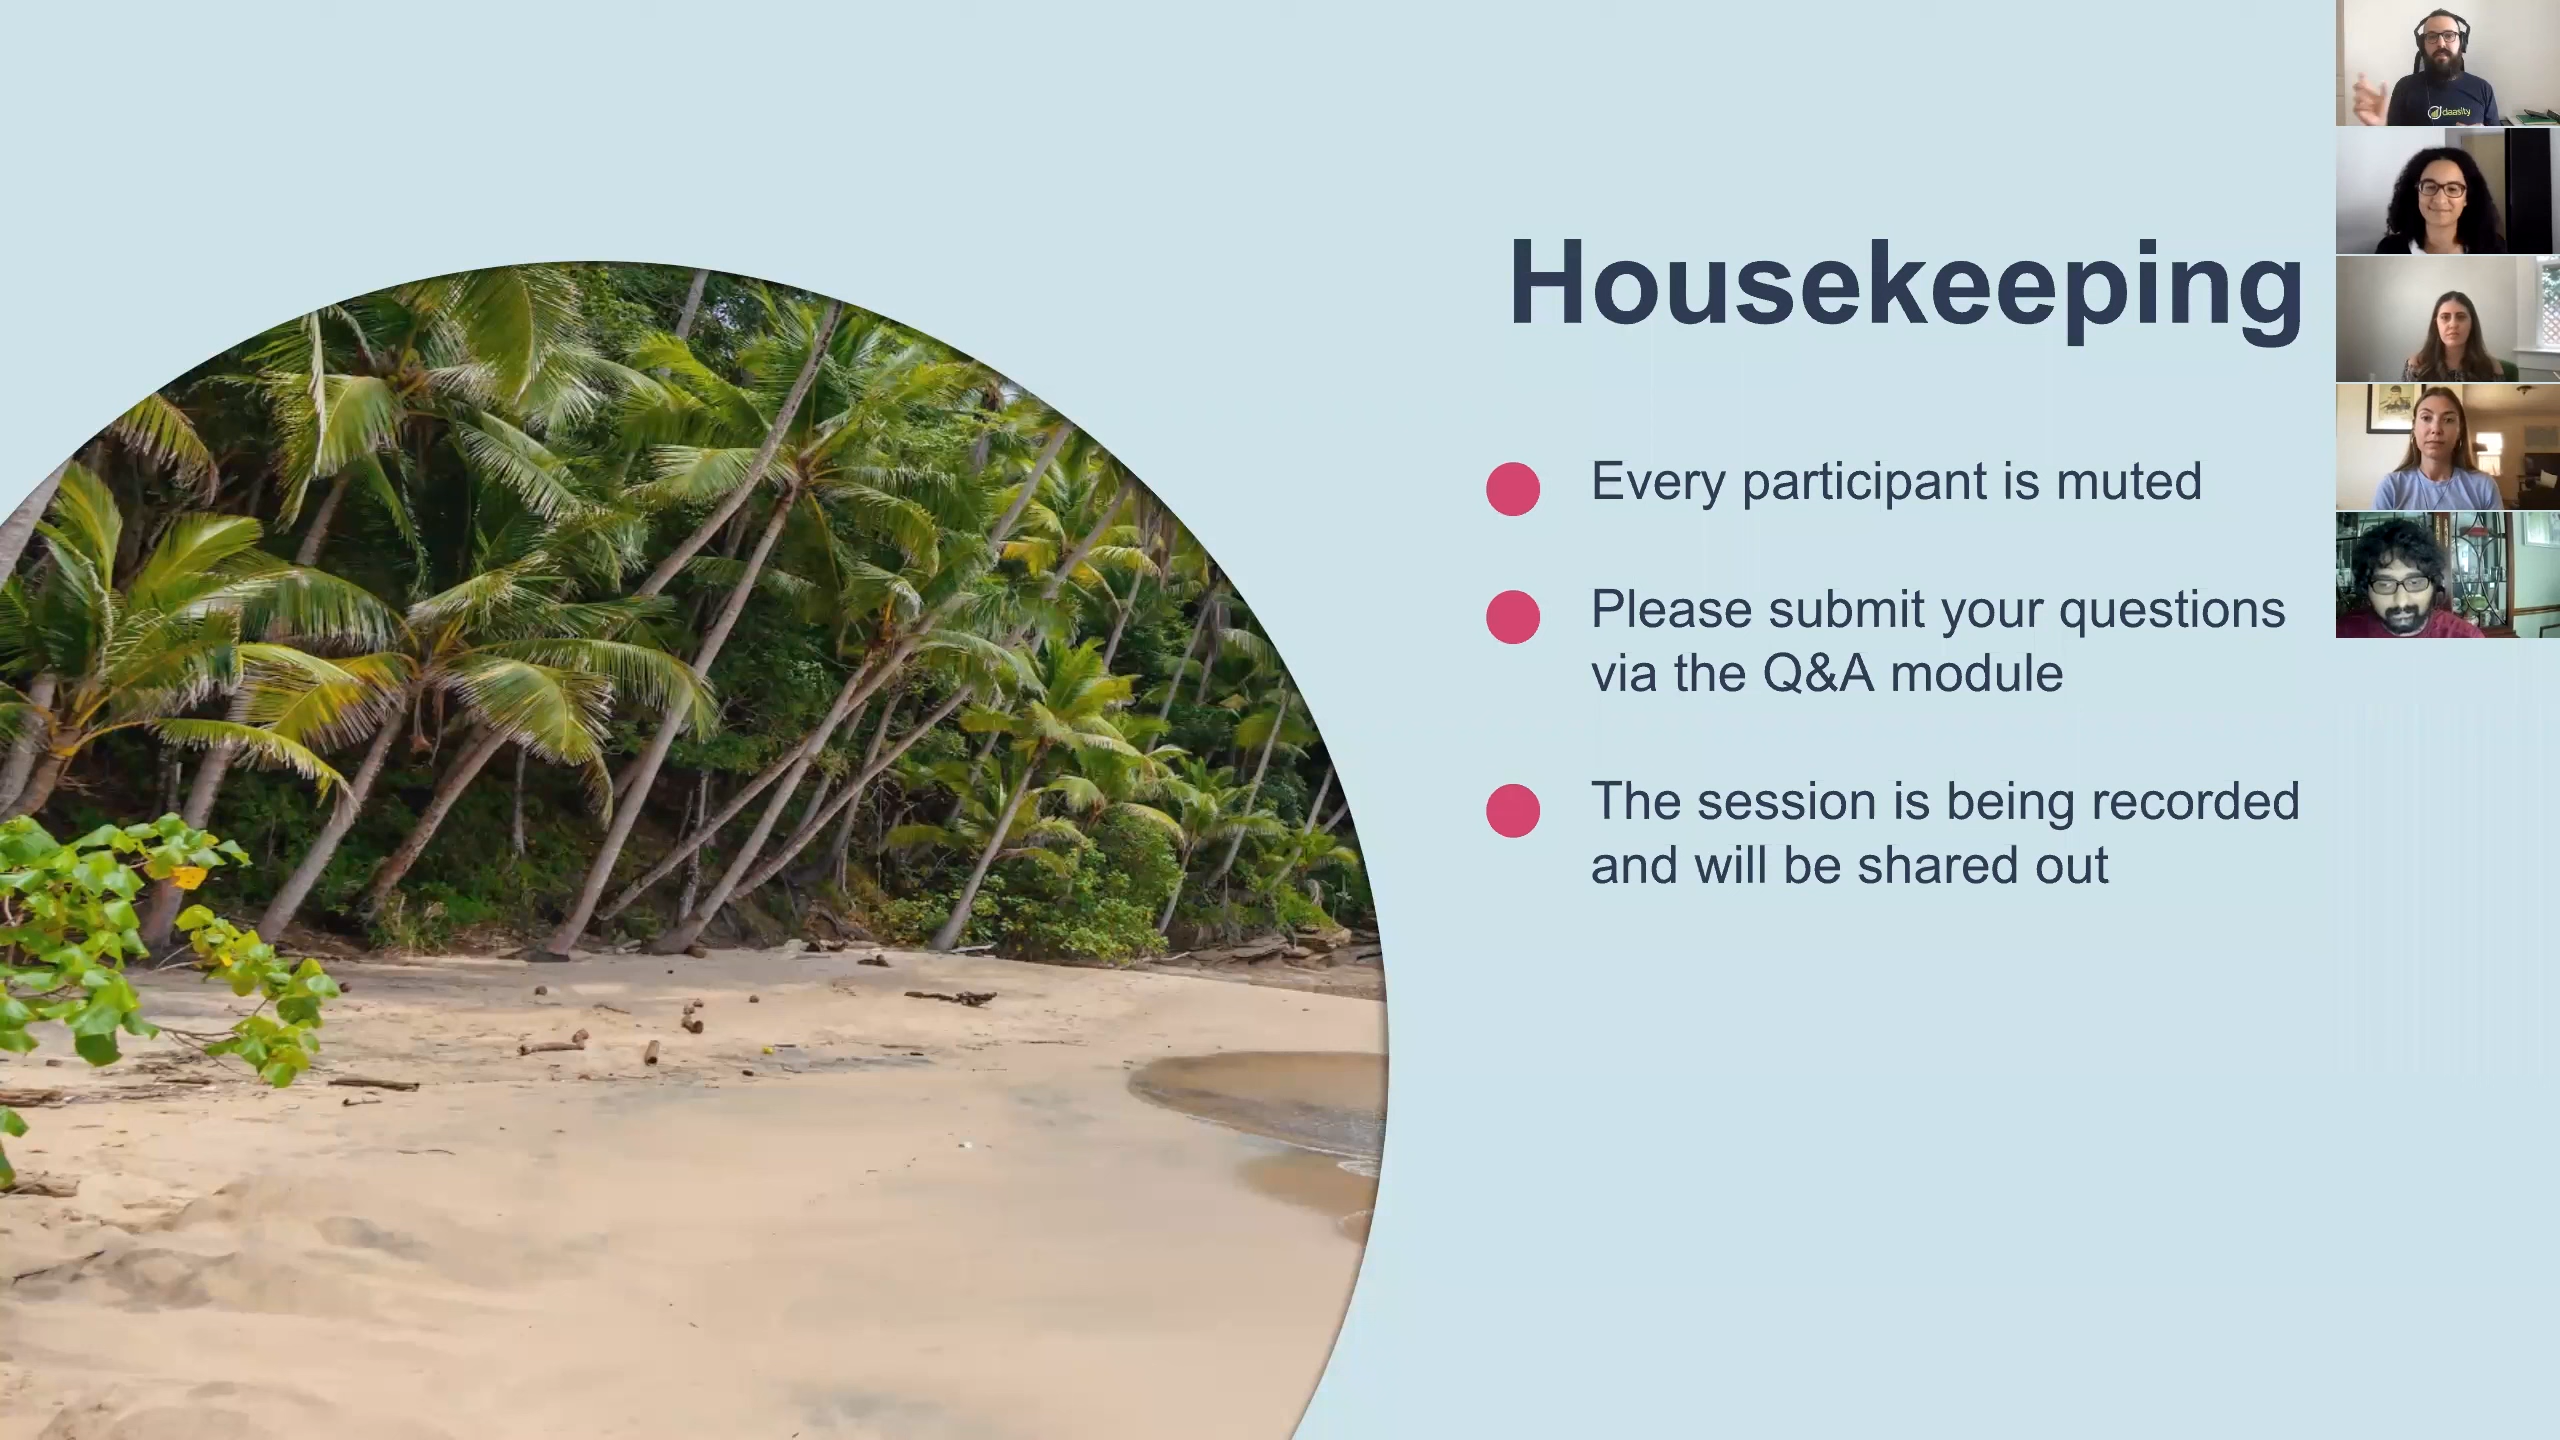 Housekeeping
Every participant is muted
Please submit your questions
via the Q&A module
The session is being recorded
and will be shared out
daasity